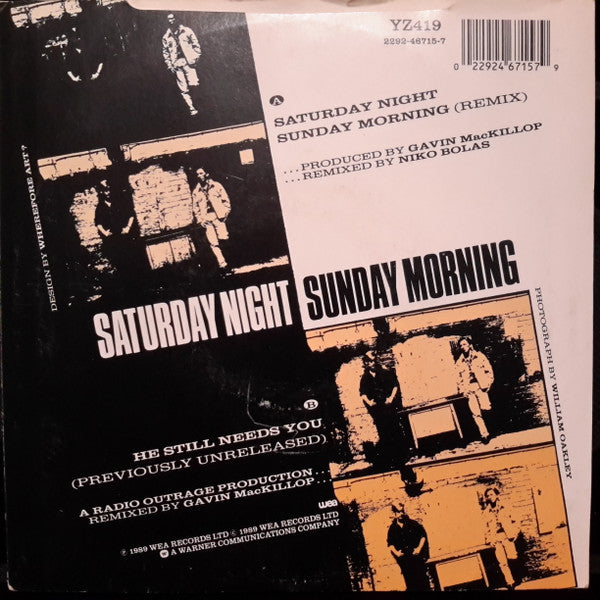 YZ419
2292-46715-7
0 22924 67157 9
A
SATURDAY NIGHT
SUNDAY MORNING (REMIX)
...PRODUCED BY GAVIN MacKILLOP
...REMIXED BY NIKO BOLAS
DESIGN BY WHEREFORE ART?
SATURDAY NIGHT SUNDAY MORNING
PHOTOGRAPH BY WILLIAM OAKLEY
B
HE STILL NEEDS YOU
(PREVIOUSLY UNRELEASED)
A RADIO OUTRAGE PRODUCTION...
REMIXED BY GAVIN MacKILLOP...
wea
℗ 1989 WEA RECORDS LTD © 1989 WEA RECORDS LTD
A WARNER COMMUNICATIONS COMPANY